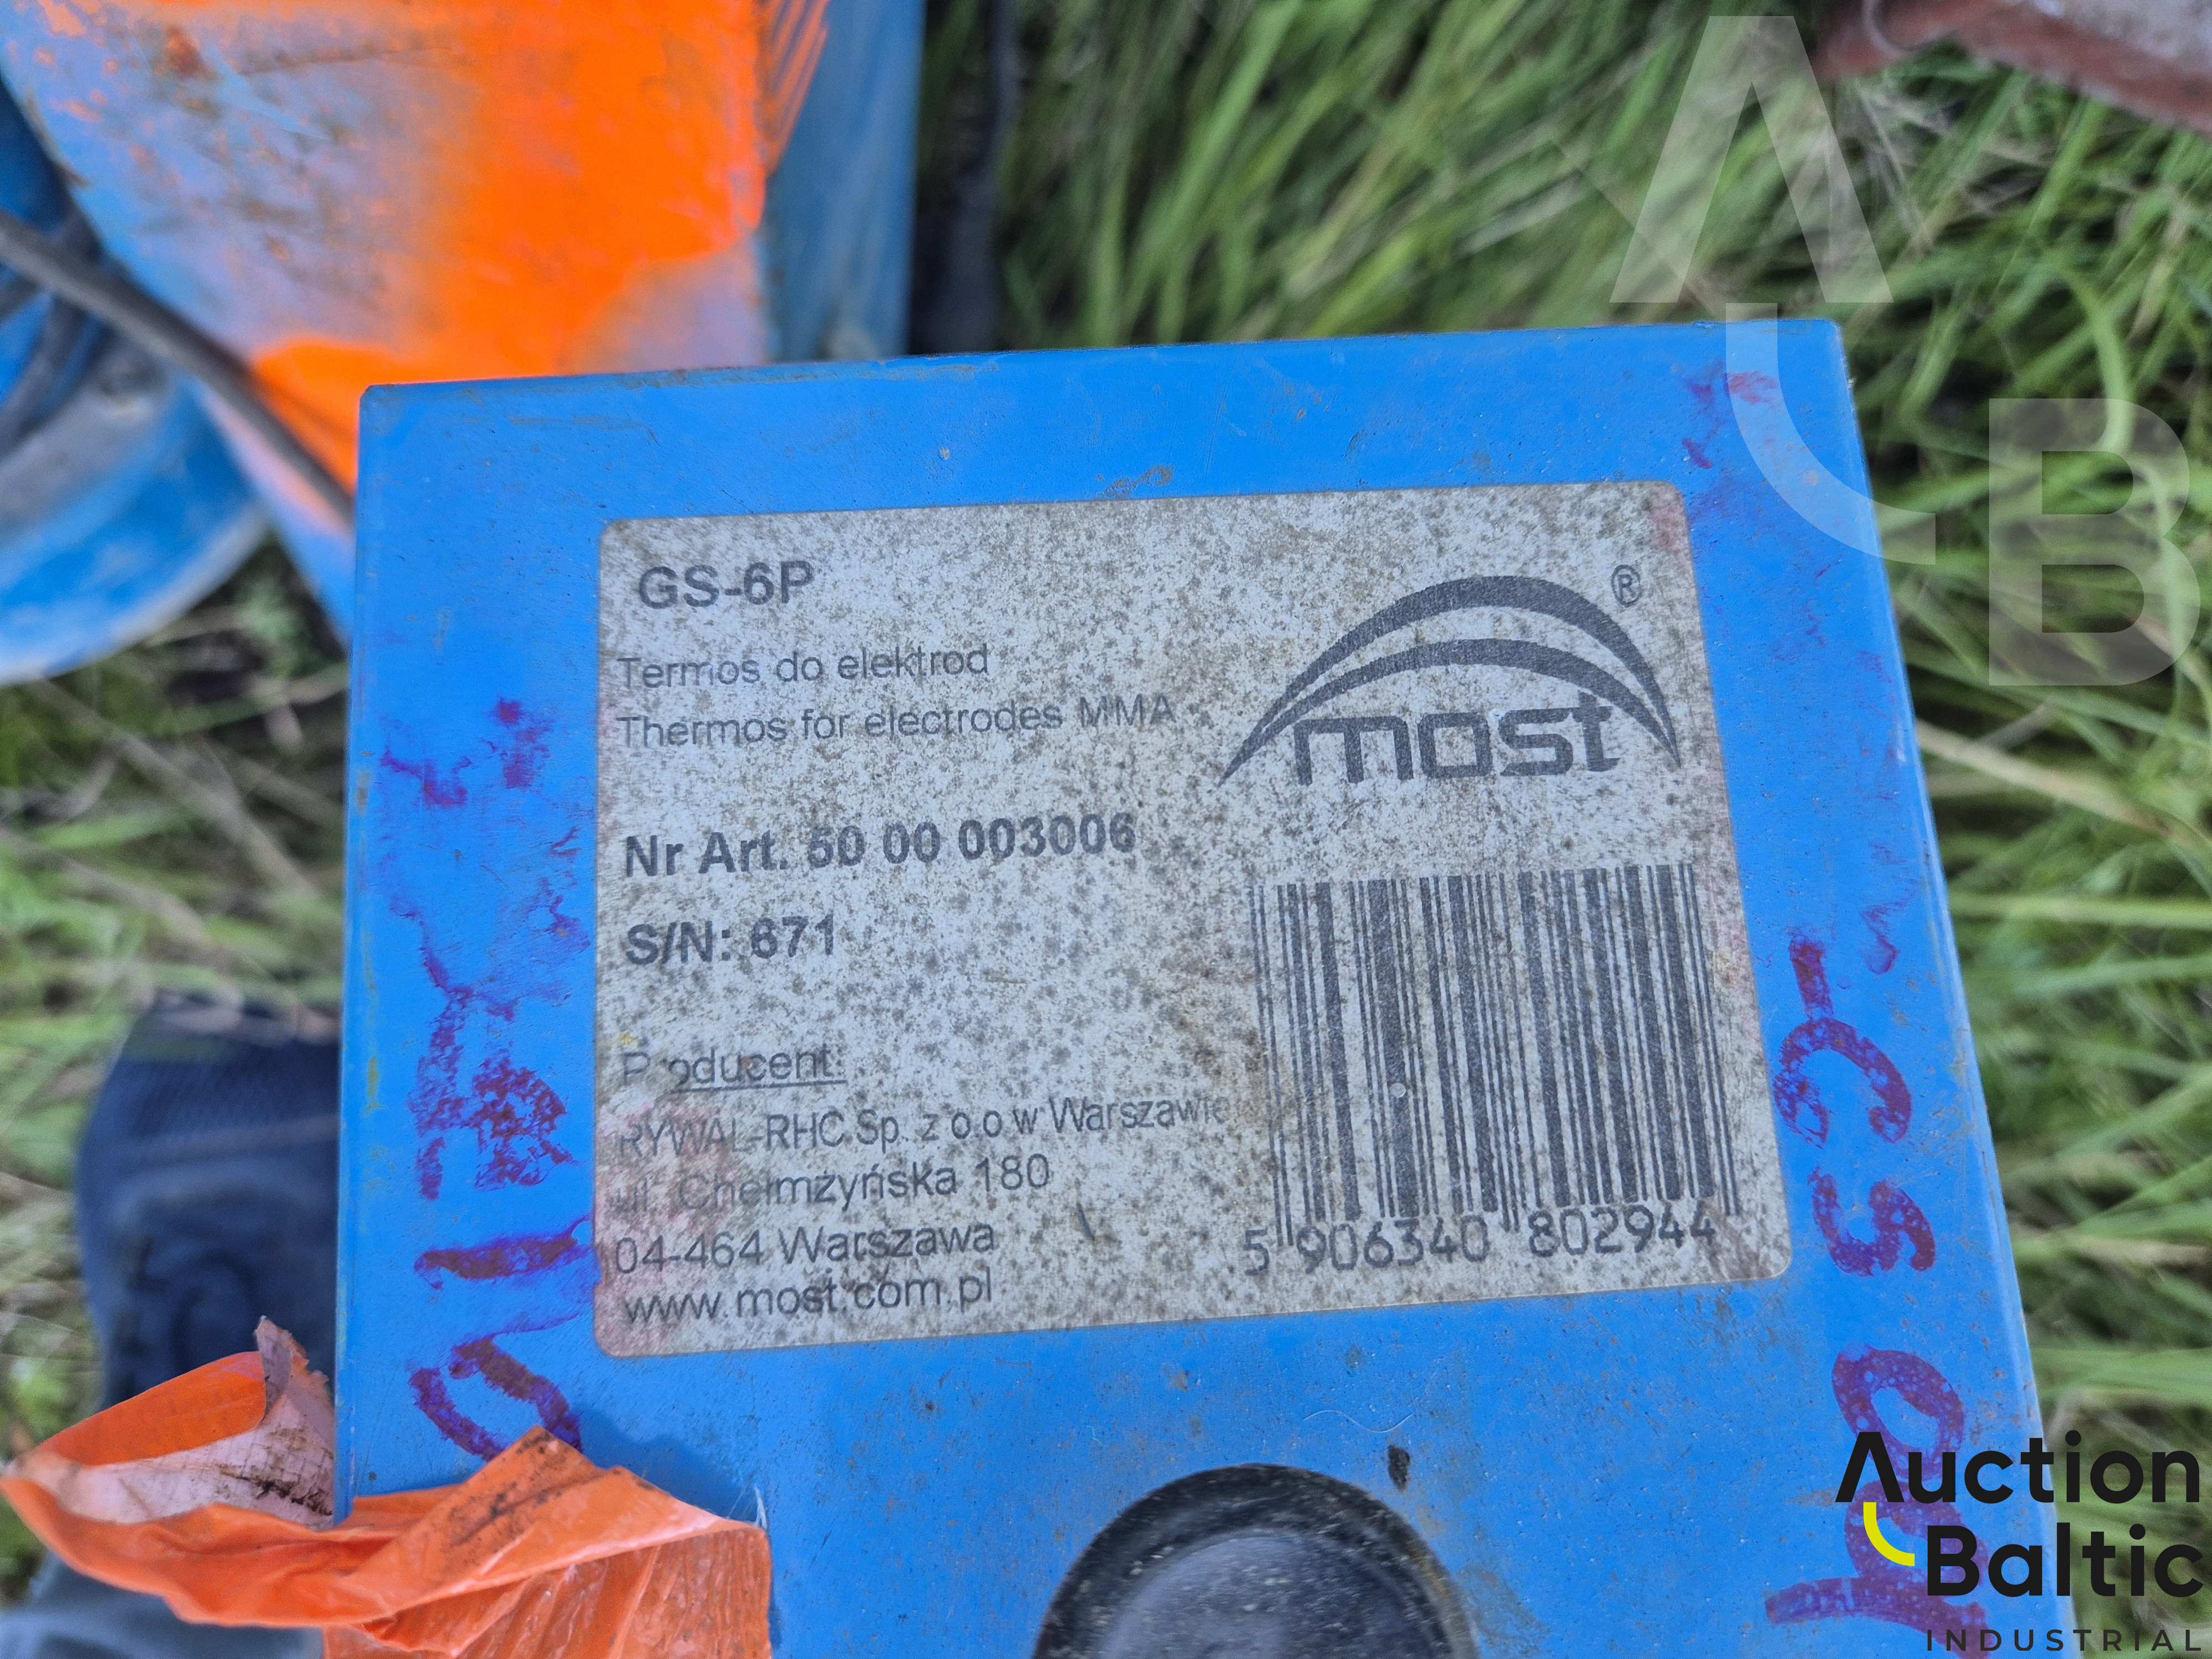 GS-6P
Termos do elektrod
Thermos for electrodes MMA
most ®
Nr Art. 50 00 003006
S/N: 671
Producent:
RYWAL-RHC Sp. z o.o w Warszawie
ul. Chełmżyńska 180
04-464 Warszawa
www.most.com.pl
5 906340 802944
A
B
Auction
Baltic
INDUSTRIAL